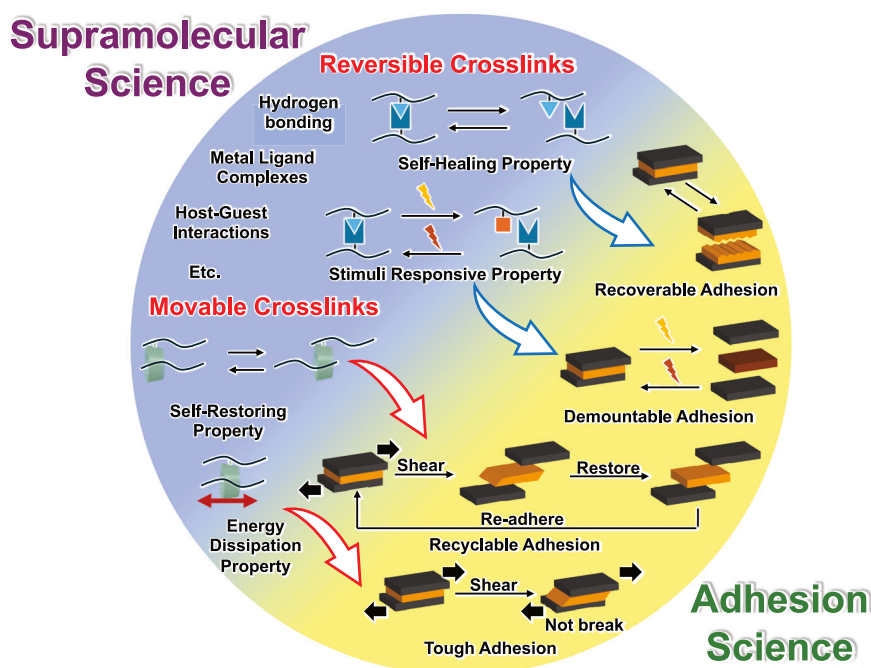 Supramolecular
Science
Reversible Crosslinks
Hydrogen
bonding
Metal Ligand
Complexes
Self-Healing Property
Host-Guest
Interactions
Etc.
Stimuli Responsive Property
Recoverable Adhesion
Movable Crosslinks
Self-Restoring
Property
Demountable Adhesion
Shear
Restore
Re-adhere
Recyclable Adhesion
Energy
Dissipation
Property
Shear
Not break
Tough Adhesion
Adhesion
Science